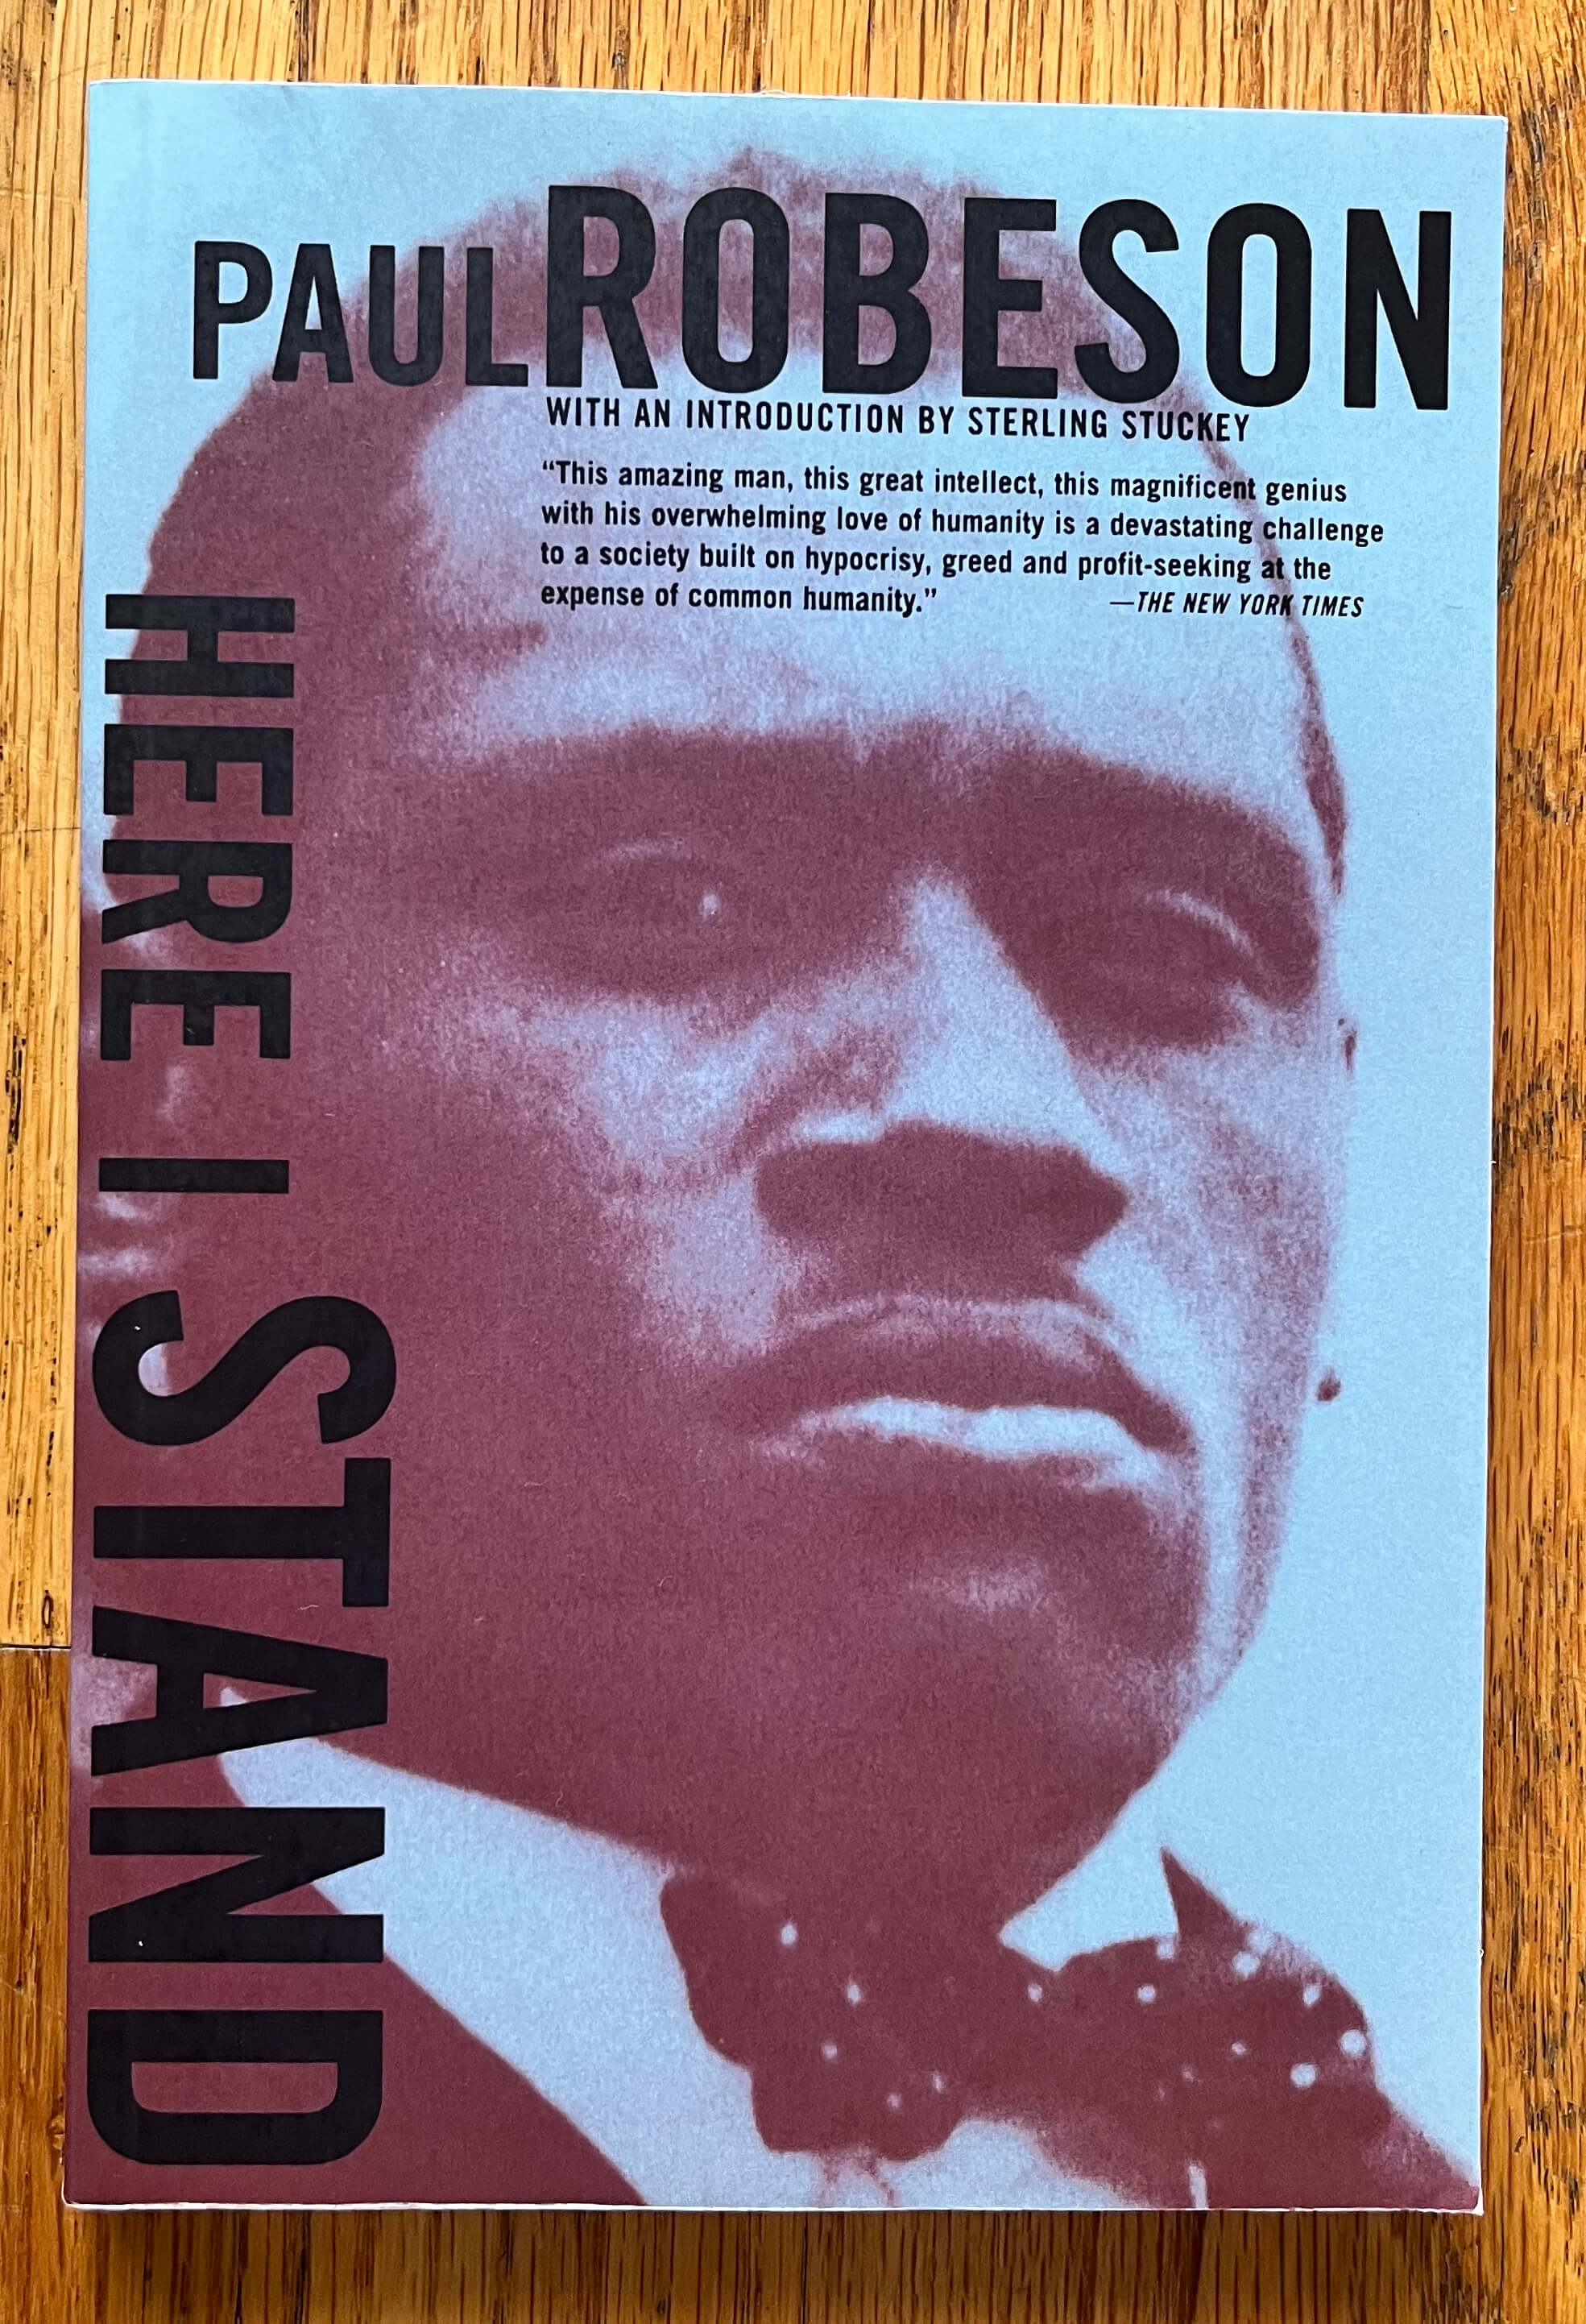 PAUL ROBESON
WITH AN INTRODUCTION BY STERLING STUCKEY
“This amazing man, this great intellect, this magnificent genius
with his overwhelming love of humanity is a devastating challenge
to a society built on hypocrisy, greed and profit-seeking at the
expense of common humanity.” —THE NEW YORK TIMES
HERE I STAND